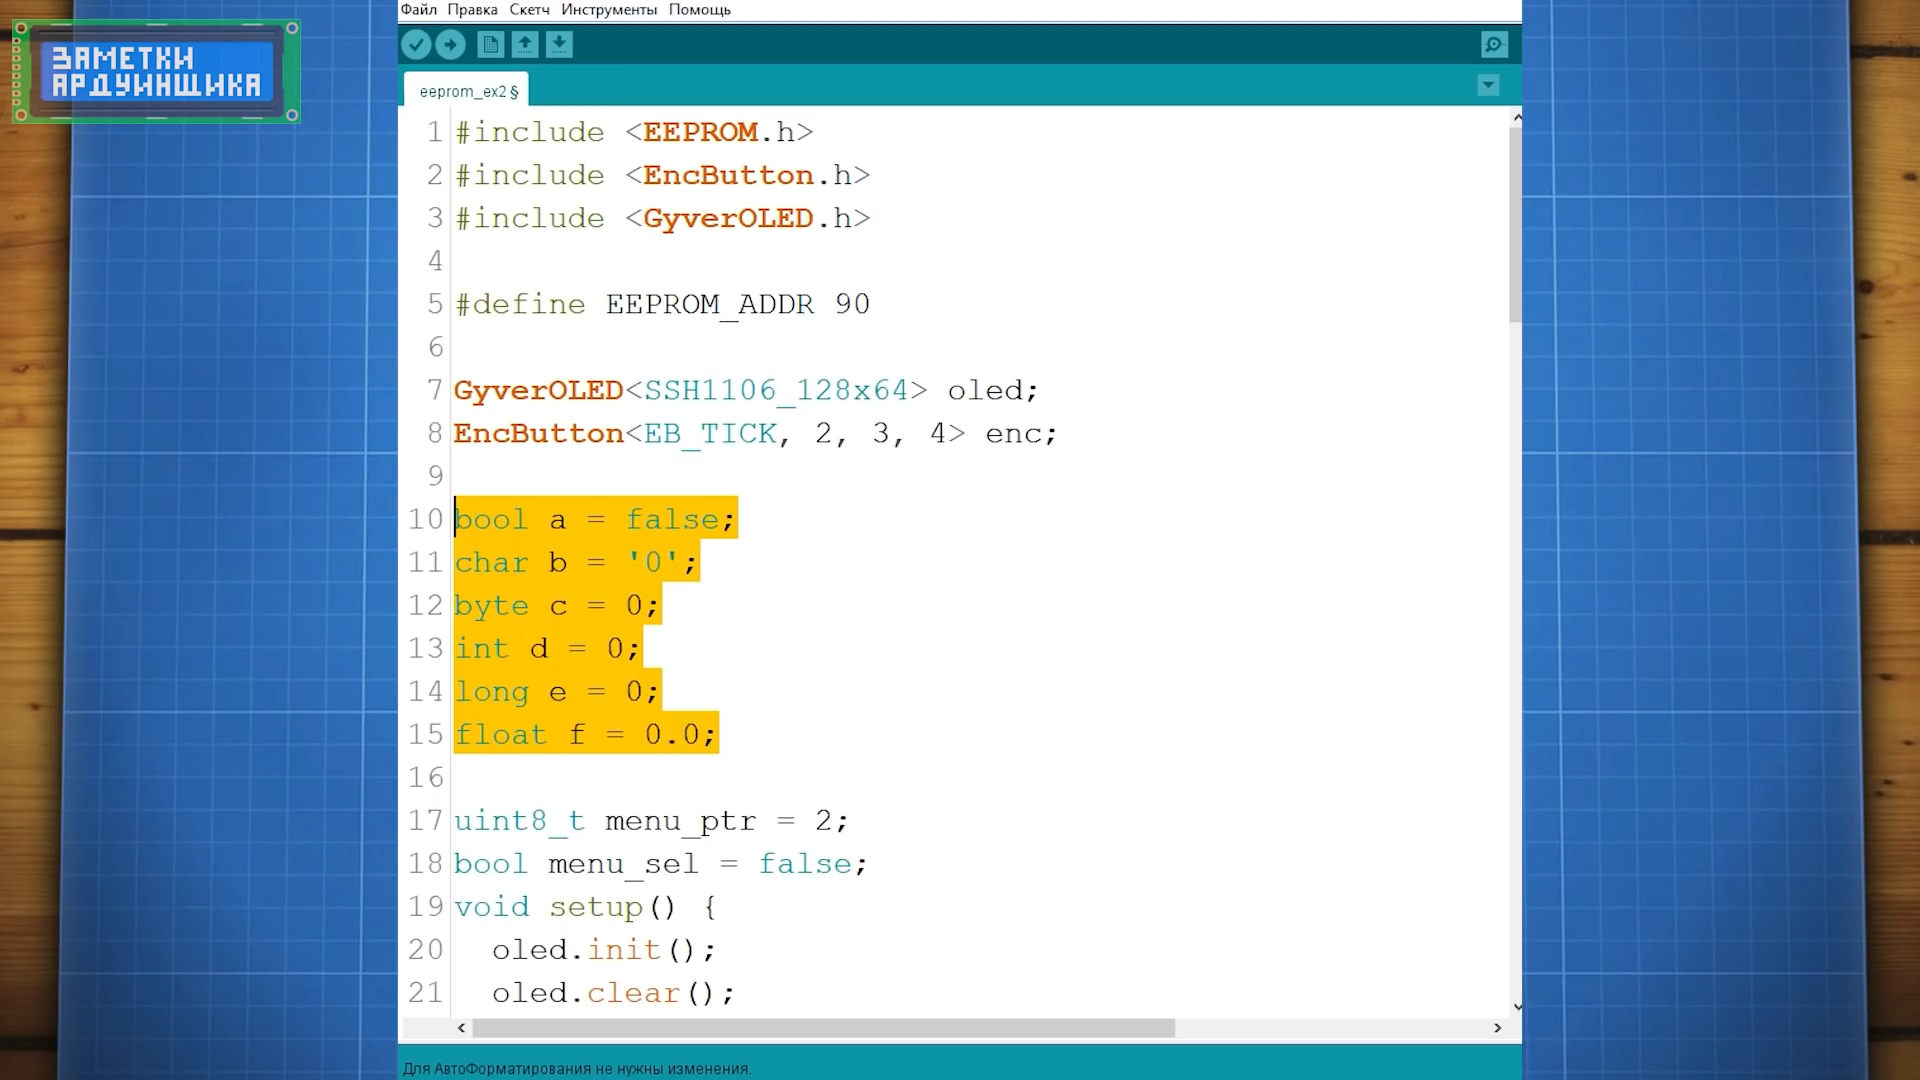 ЗАМЕТКИ
АРДУИНЩИКА
Файл Правка Скетч Инструменты Помощь
eeprom_ex2 §
1 #include <EEPROM.h>
2 #include <EncButton.h>
3 #include <GyverOLED.h>
4
5 #define EEPROM_ADDR 90
6
7 GyverOLED<SSH1106_128x64> oled;
8 EncButton<EB_TICK, 2, 3, 4> enc;
9
10 bool a = false;
11 char b = '0';
12 byte c = 0;
13 int d = 0;
14 long e = 0;
15 float f = 0.0;
16
17 uint8_t menu_ptr = 2;
18 bool menu_sel = false;
19 void setup() {
20 oled.init();
21 oled.clear();
Для АвтоФорматирования не нужны изменения.